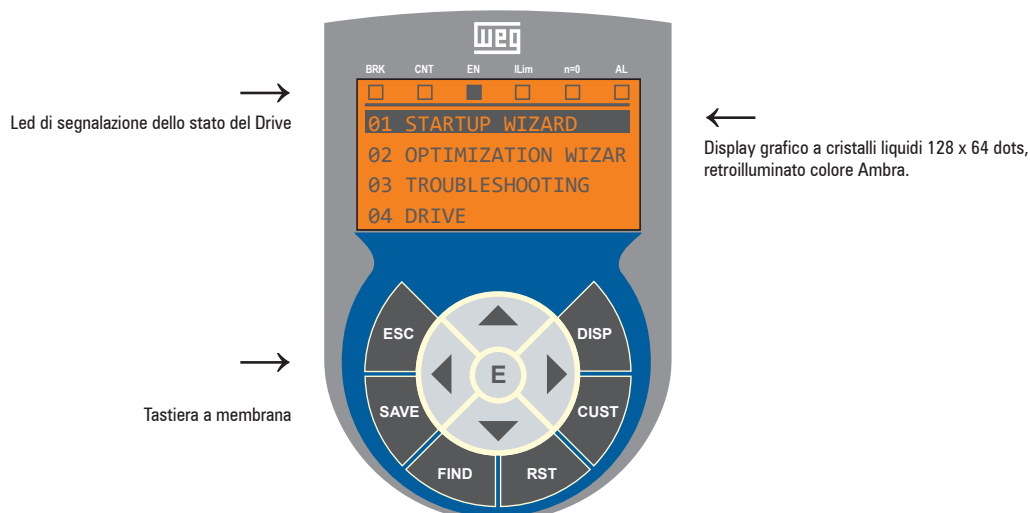 WEG
BRK CNT EN ILim n=0 AL
Led di segnalazione dello stato del Drive
01 STARTUP WIZARD
02 OPTIMIZATION WIZAR
03 TROUBLESHOOTING
04 DRIVE
Display grafico a cristalli liquidi 128 x 64 dots,
retroilluminato colore Ambra.
ESC
DISP
E
Tastiera a membrana
SAVE
CUST
FIND
RST